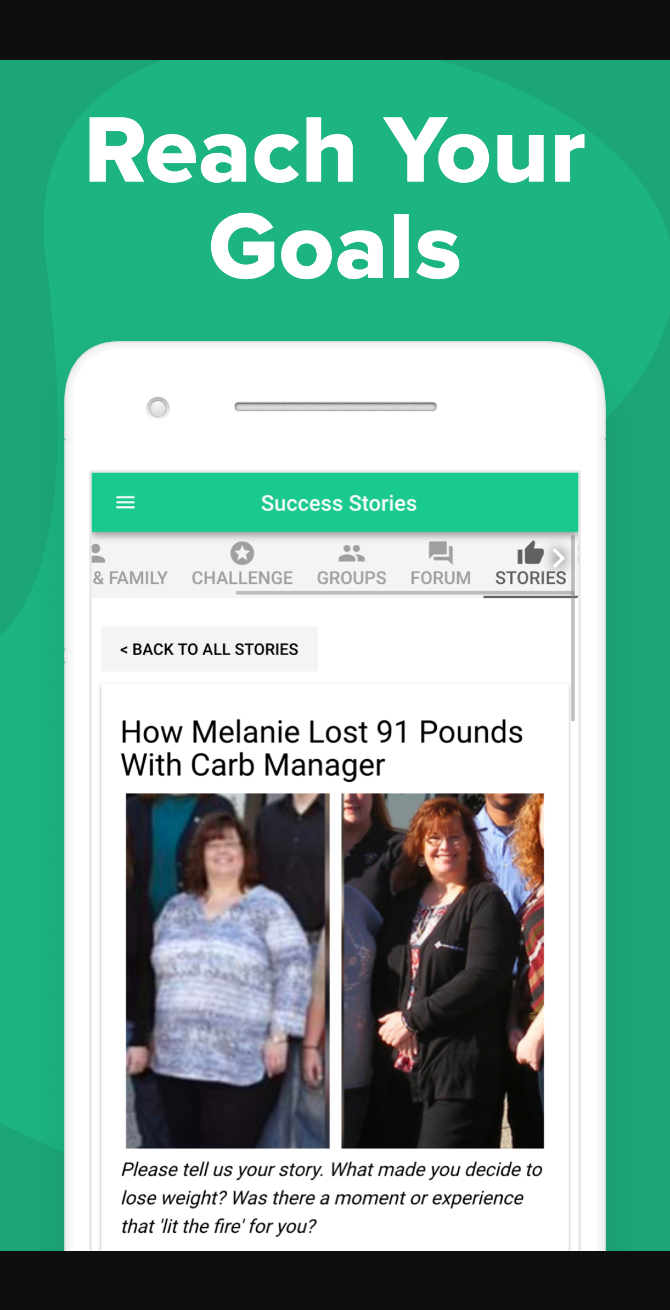 Reach Your
Goals
Success Stories
& FAMILY CHALLENGE GROUPS FORUM STORIES
< BACK TO ALL STORIES
How Melanie Lost 91 Pounds
With Carb Manager
Please tell us your story. What made you decide to
lose weight? Was there a moment or experience
that 'lit the fire' for you?